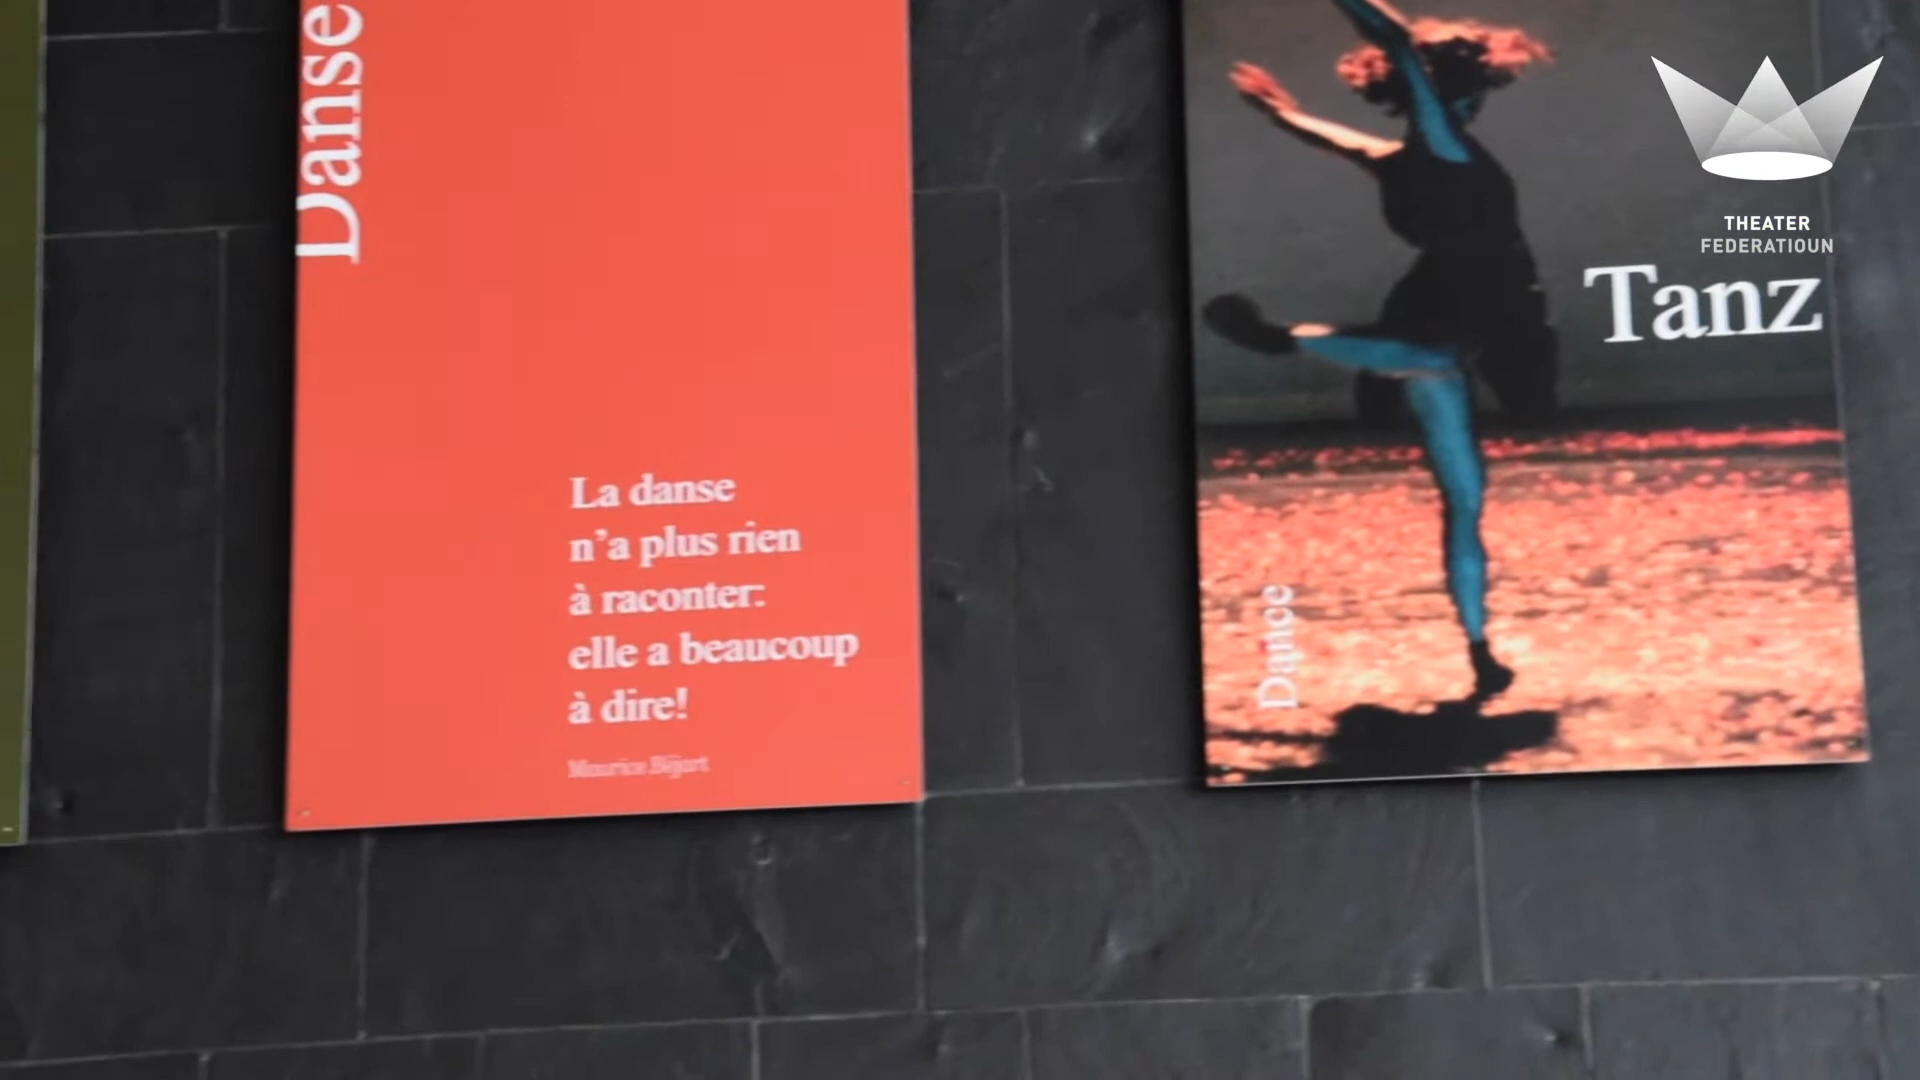 Danse
La danse
n’a plus rien
à raconter:
elle a beaucoup
à dire!
Maurice Béjart
Tanz
Dance
THEATER
FEDERATIOUN